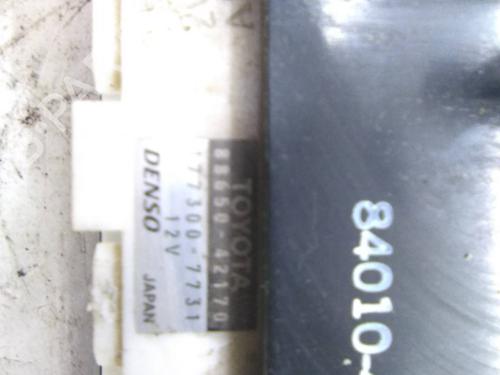 TOYOTA
88650-42170
177300-7731
12V
DENSO JAPAN
84010-